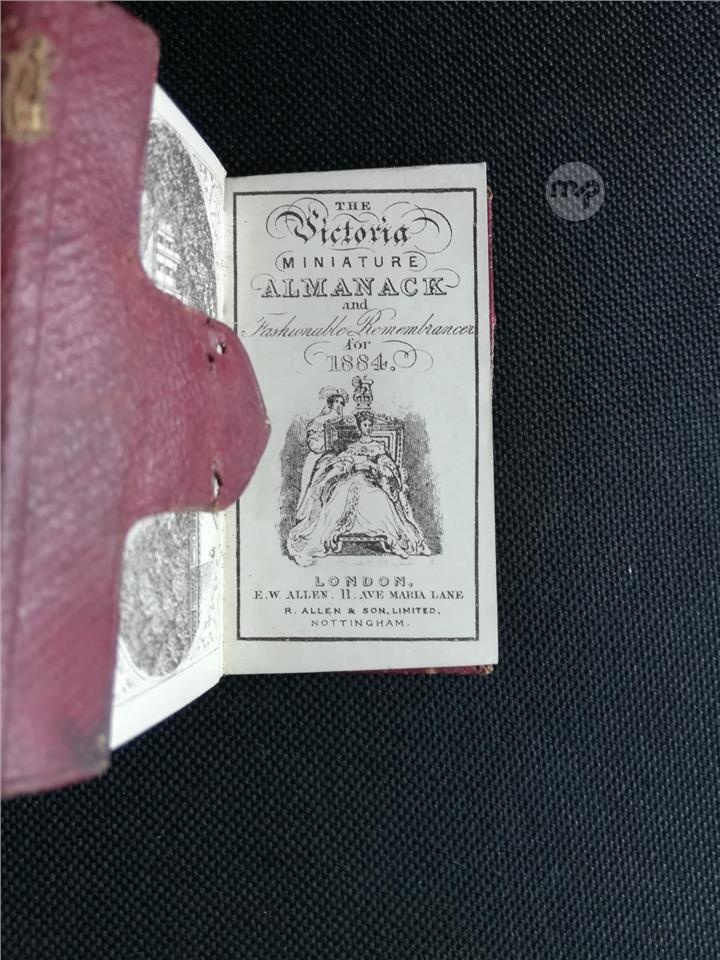 THE
Victoria
MINIATURE
ALMANACK
and
Fashionable Remembrancer
for
1884.
LONDON,
E.W. ALLEN, 11. AVE MARIA LANE
R. ALLEN & SON, LIMITED,
NOTTINGHAM.
mp